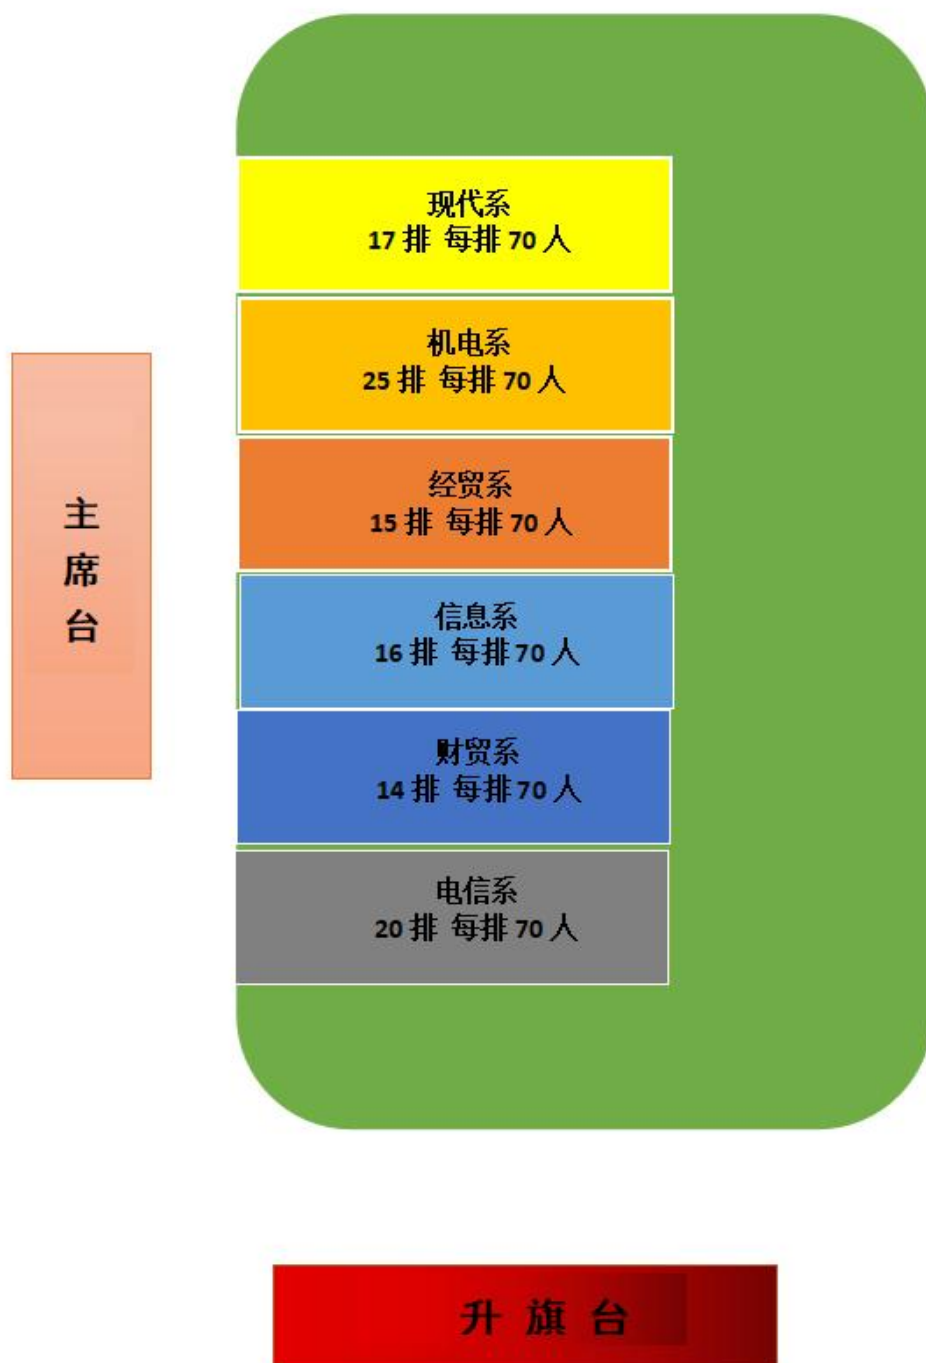 现代系
17 排 每排 70 人
机电系
25 排 每排 70 人
经贸系
15 排 每排 70 人
主
席
台
信息系
16 排 每排 70 人
财贸系
14 排 每排 70 人
电信系
20 排 每排 70 人
升 旗 台